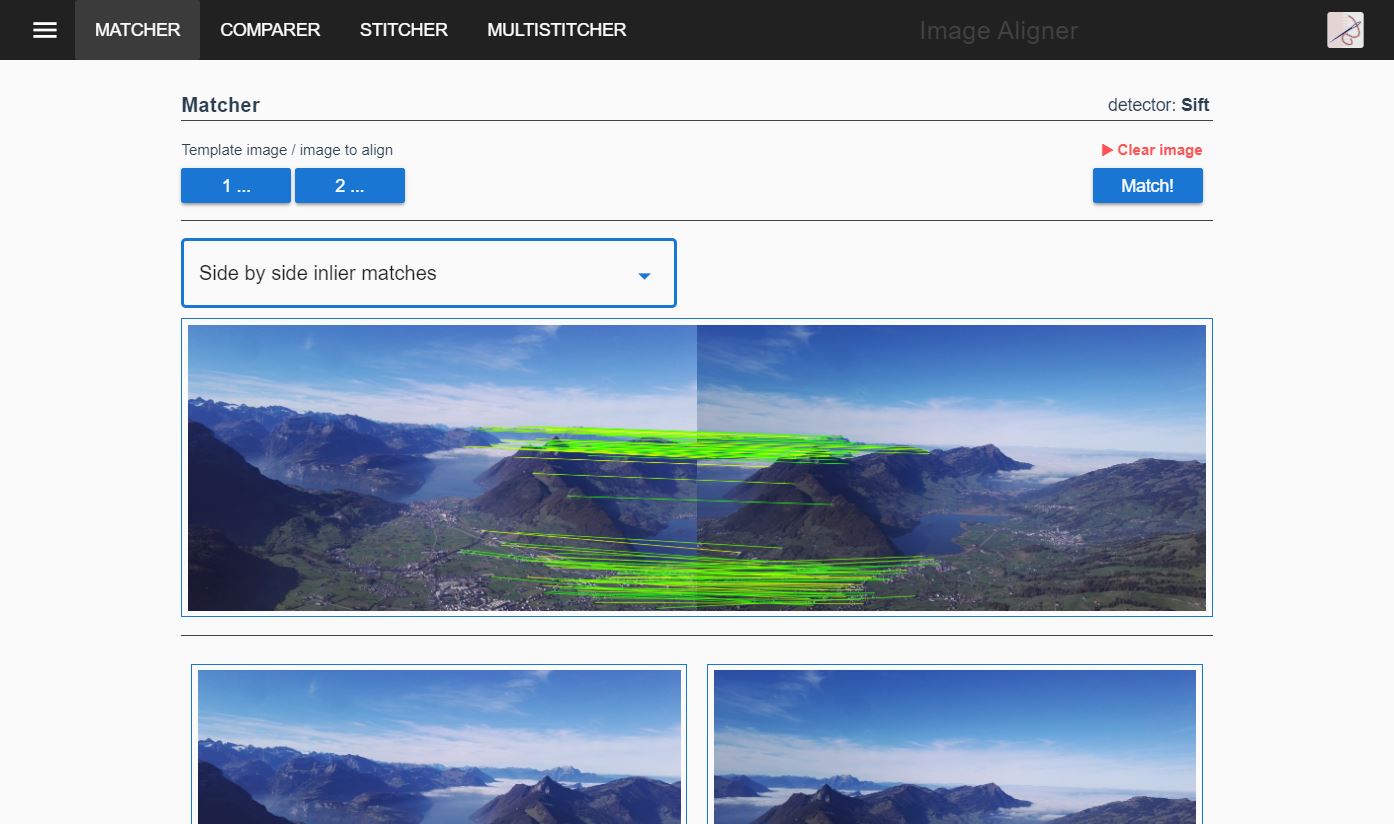 MATCHER COMPARER STITCHER MULTISTITCHER Image Aligner
Matcher detector: Sift
Template image / image to align ▶ Clear image
1 ... 2 ... Match!
Side by side inlier matches